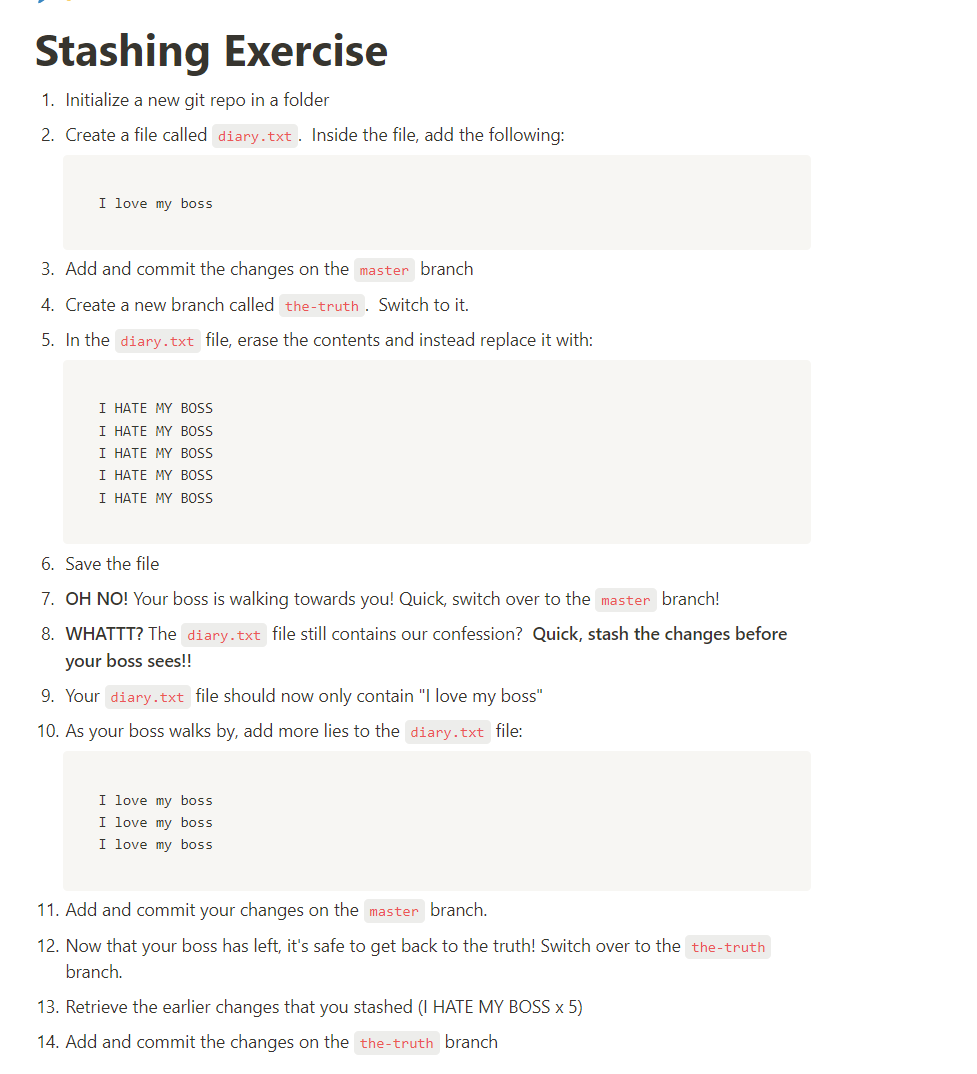 Stashing Exercise
1. Initialize a new git repo in a folder
2. Create a file called diary.txt. Inside the file, add the following:
I love my boss
3. Add and commit the changes on the master branch
4. Create a new branch called the-truth. Switch to it.
5. In the diary.txt file, erase the contents and instead replace it with:
I HATE MY BOSS
I HATE MY BOSS
I HATE MY BOSS
I HATE MY BOSS
I HATE MY BOSS
6. Save the file
7. OH NO! Your boss is walking towards you! Quick, switch over to the master branch!
8. WHATTT? The diary.txt file still contains our confession? Quick, stash the changes before
your boss sees!!
9. Your diary.txt file should now only contain "I love my boss"
10. As your boss walks by, add more lies to the diary.txt file:
I love my boss
I love my boss
I love my boss
11. Add and commit your changes on the master branch.
12. Now that your boss has left, it's safe to get back to the truth! Switch over to the the-truth
branch.
13. Retrieve the earlier changes that you stashed (I HATE MY BOSS x 5)
14. Add and commit the changes on the the-truth branch